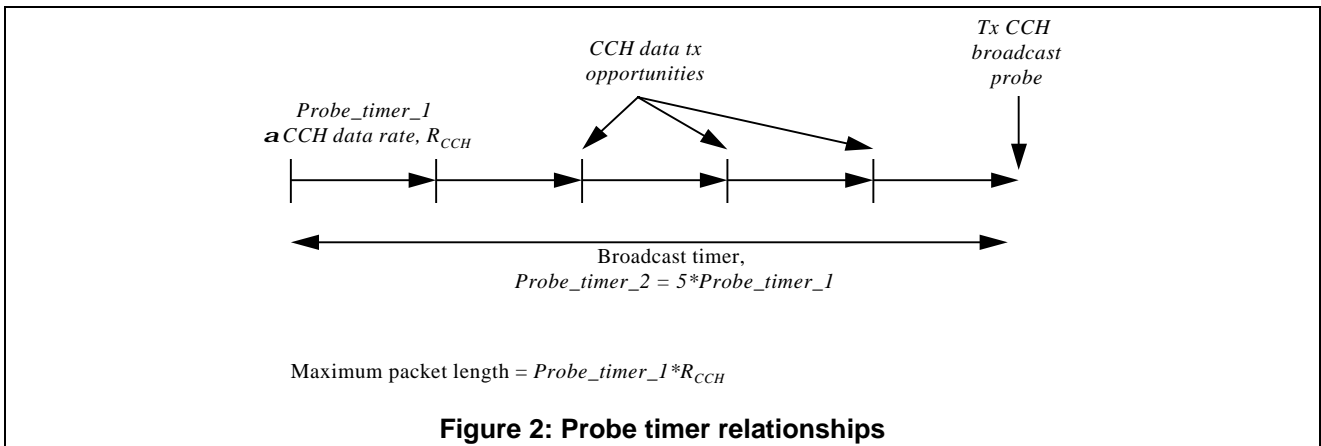 Tx CCH
broadcast
probe
CCH data tx
opportunities
Probe_timer_1
a CCH data rate, R_CCH
Broadcast timer,
Probe_timer_2 = 5*Probe_timer_1
Maximum packet length = Probe_timer_1*R_CCH
Figure 2: Probe timer relationships